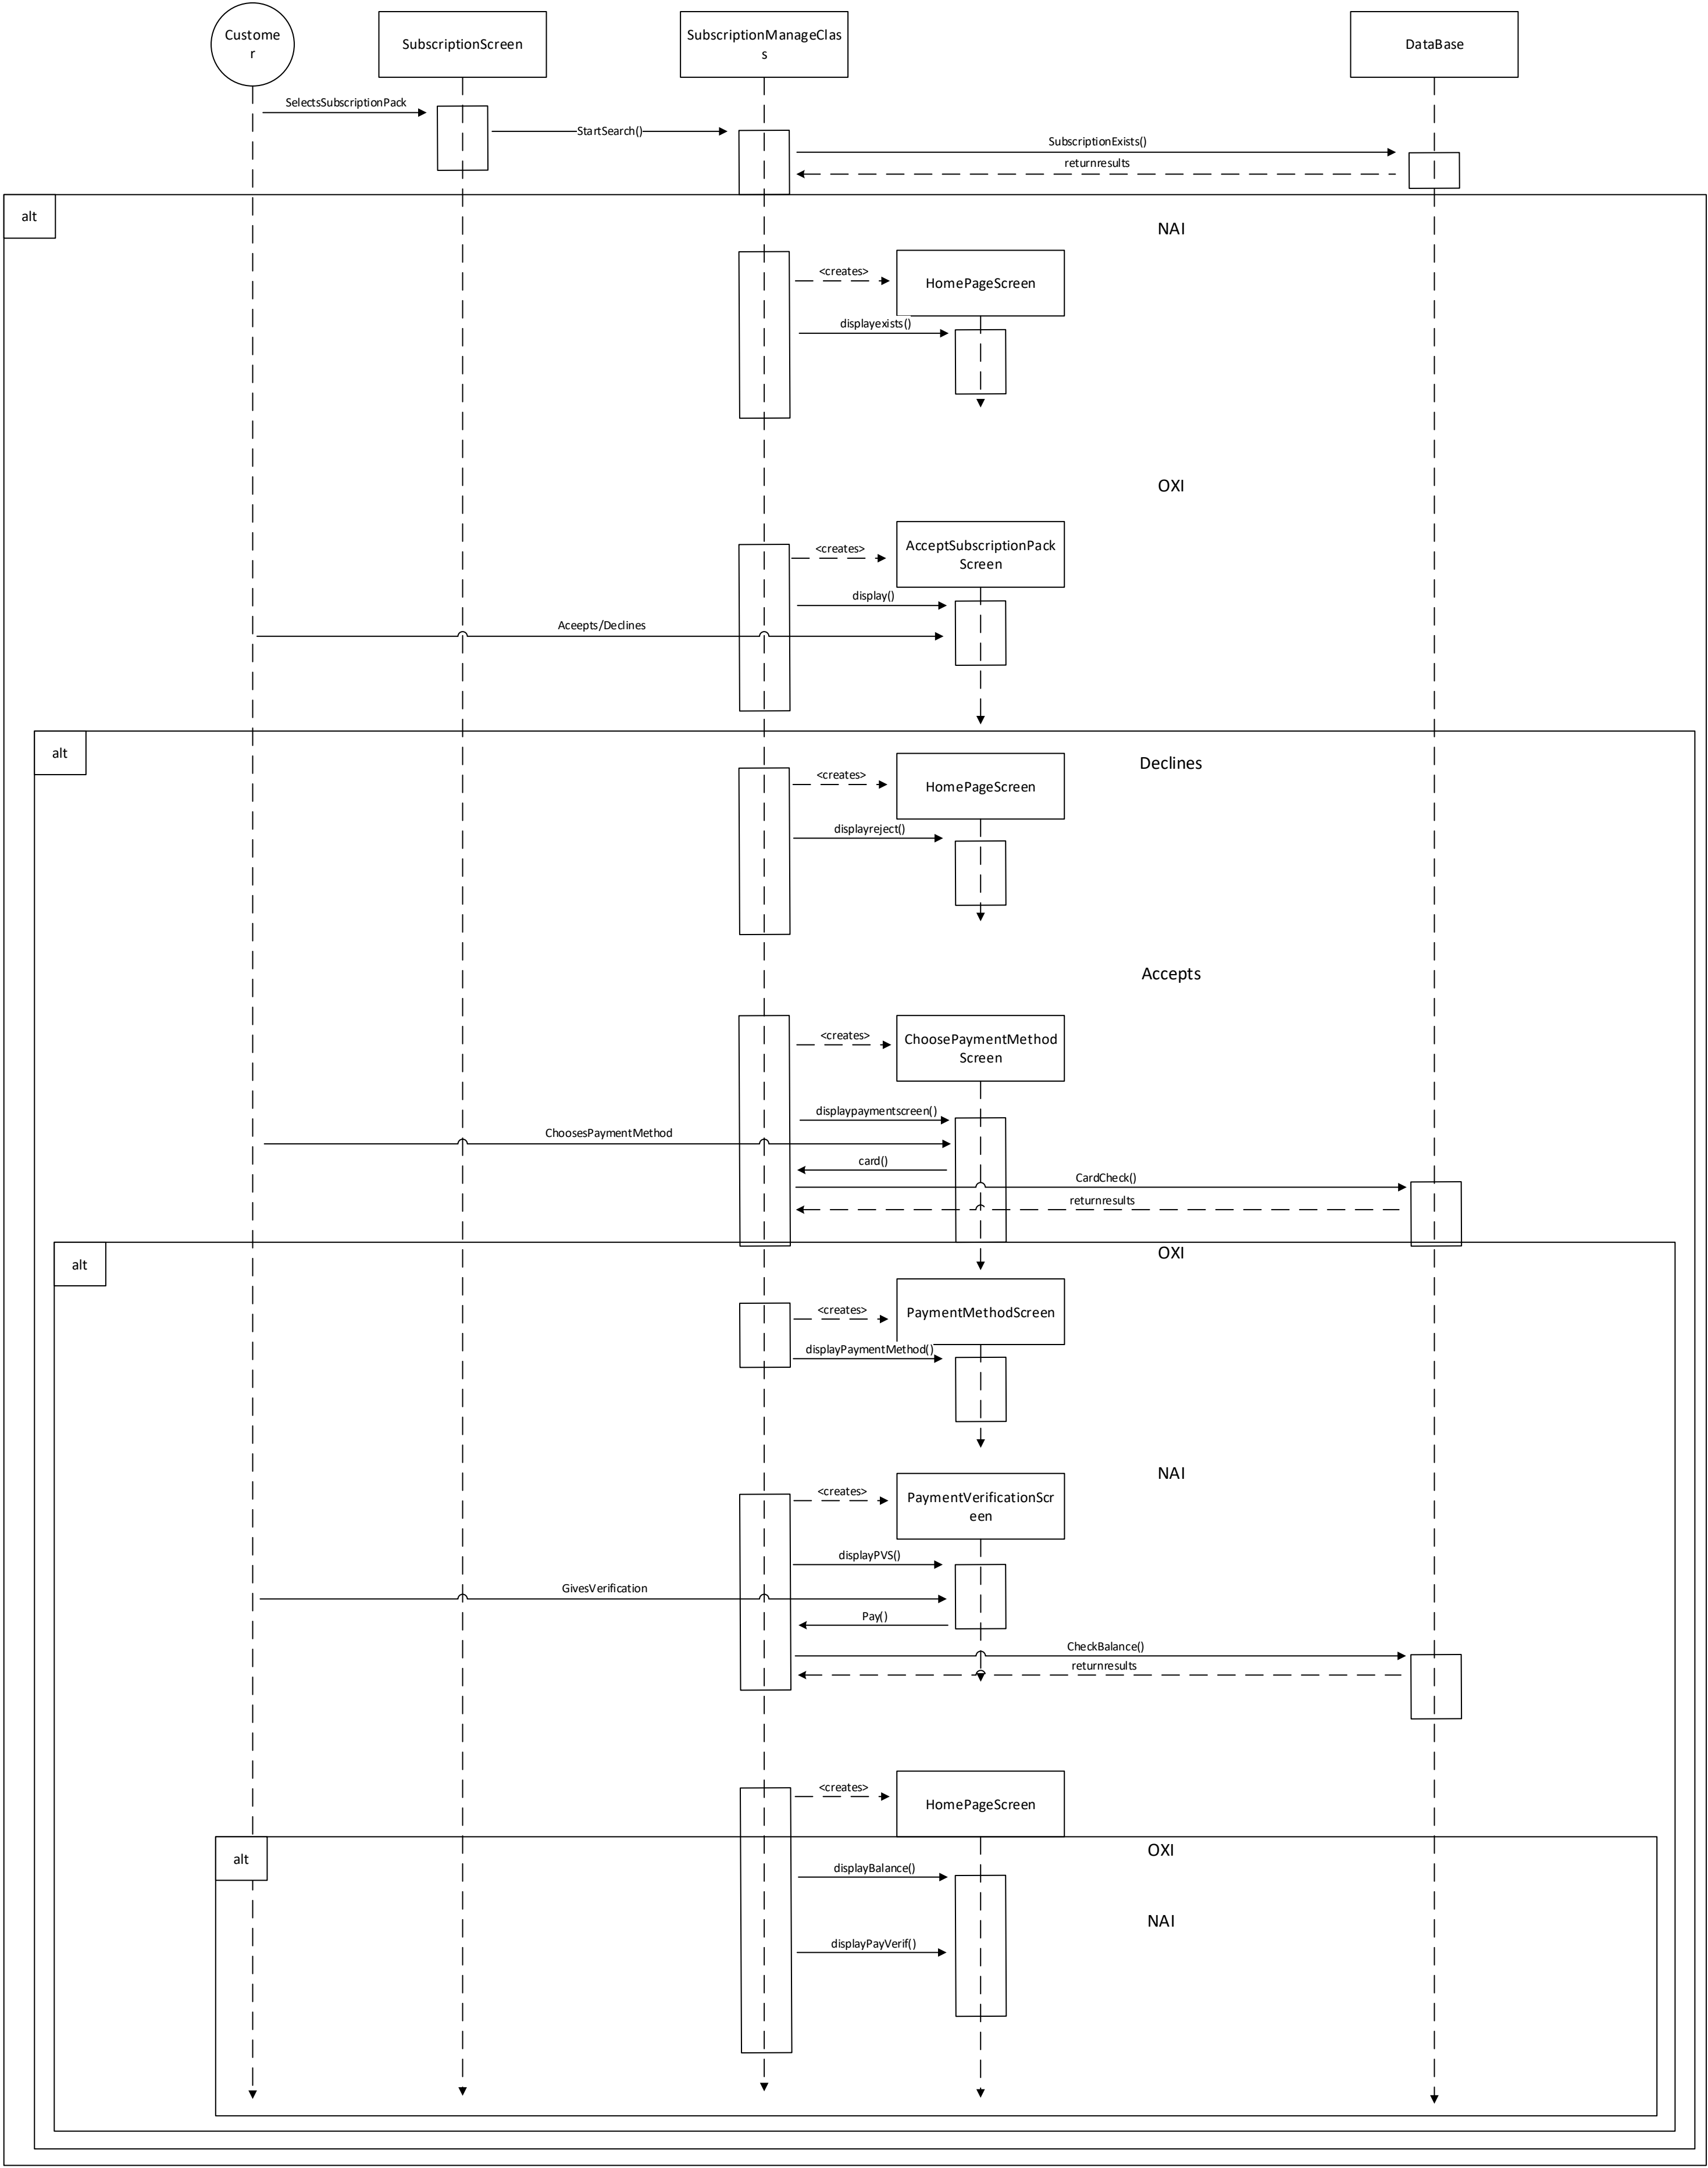 Custome
r
SubscriptionScreen
SubscriptionManageClas
s
DataBase
SelectsSubscriptionPack
StartSearch()
SubscriptionExists()
returnresults
alt
NAI
<creates>
HomePageScreen
displayexists()
OXI
<creates>
AcceptSubscriptionPack
Screen
display()
Aceepts/Declines
alt
Declines
<creates>
HomePageScreen
displayreject()
Accepts
<creates>
ChoosePaymentMethod
Screen
displaypaymentscreen()
ChoosesPaymentMethod
card()
CardCheck()
returnresults
alt
OXI
<creates>
PaymentMethodScreen
displayPaymentMethod()
NAI
<creates>
PaymentVerificationScr
een
displayPVS()
GivesVerification
Pay()
CheckBalance()
returnresults
<creates>
HomePageScreen
alt
OXI
displayBalance()
NAI
displayPayVerif()